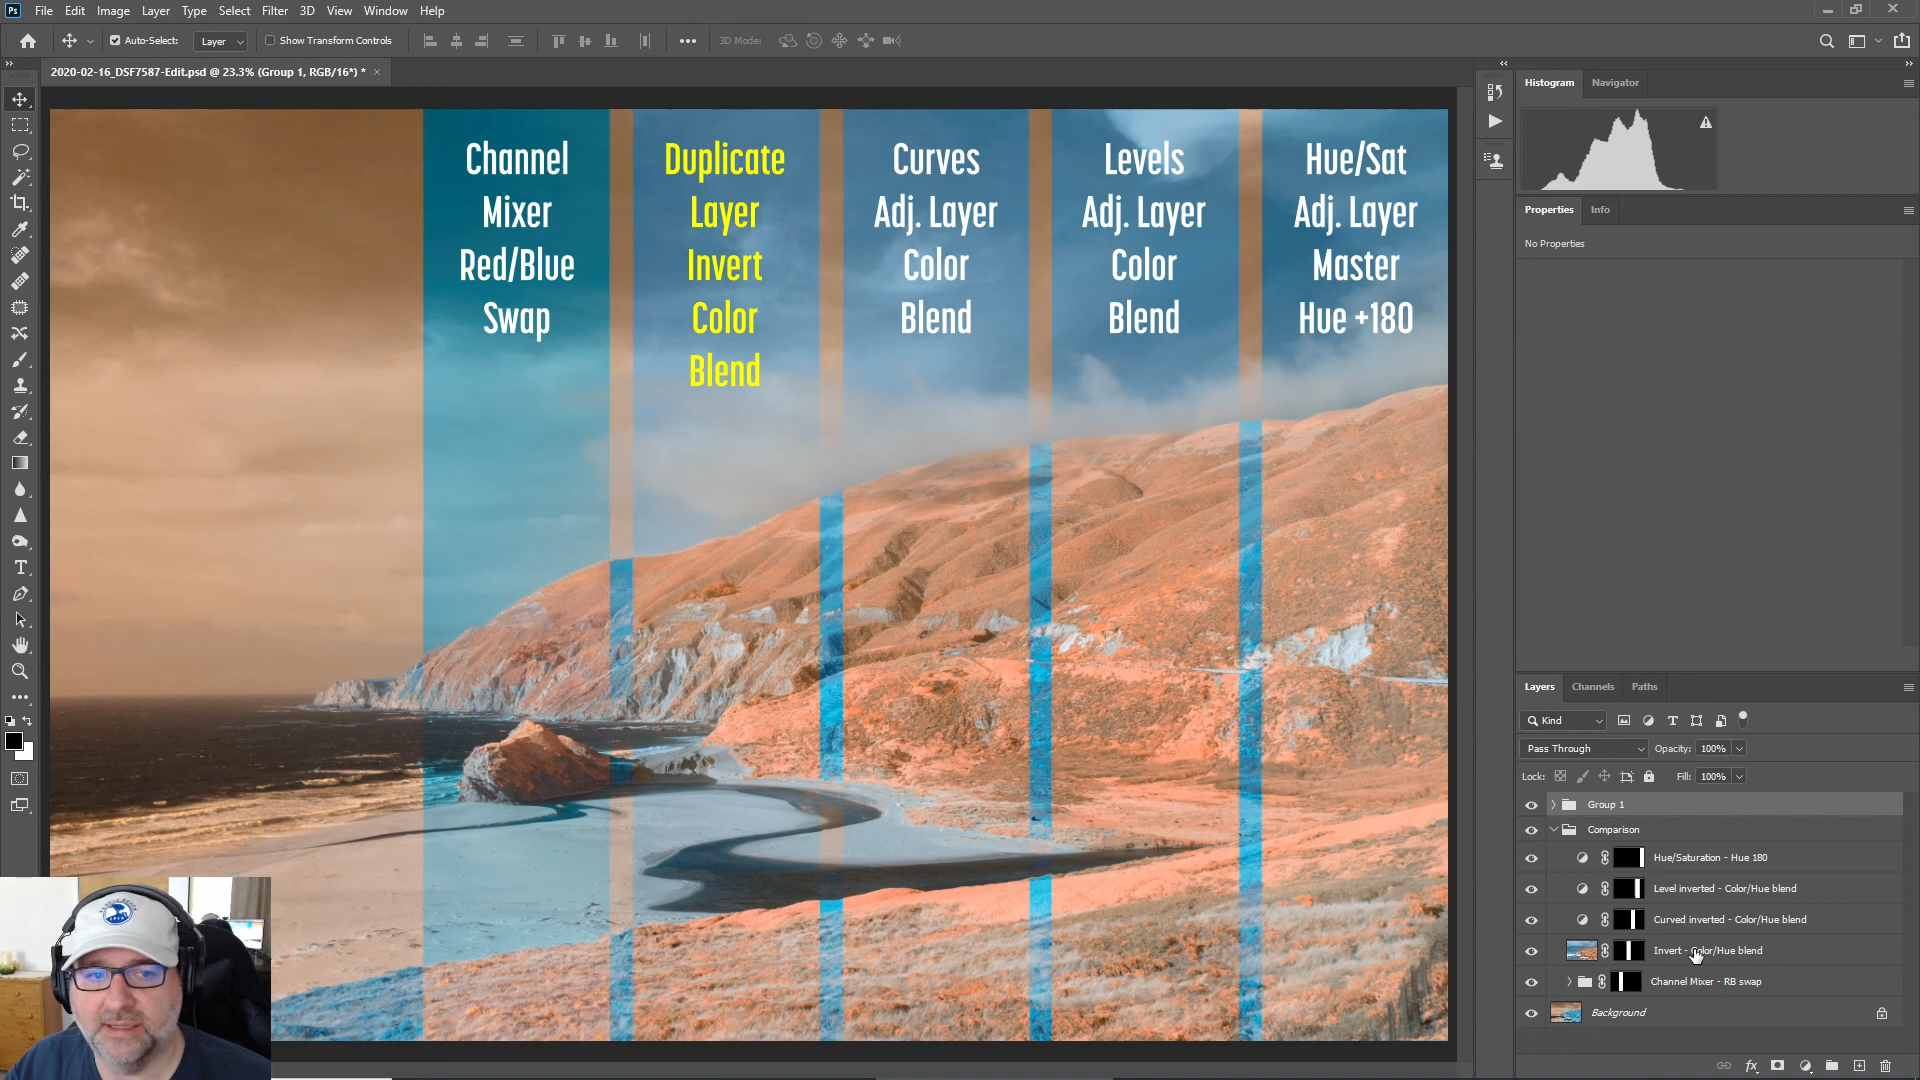 Ps File Edit Image Layer Type Select Filter 3D View Window Help
Auto-Select: Layer Show Transform Controls 3D Mode:
2020-02-16_DSF7587-Edit.psd @ 23.3% (Group 1, RGB/16*) *
Channel
Mixer
Red/Blue
Swap
Duplicate
Layer
Invert
Color
Blend
Curves
Adj. Layer
Color
Blend
Levels
Adj. Layer
Color
Blend
Hue/Sat
Adj. Layer
Master
Hue +180
Histogram Navigator
Properties Info
No Properties
Layers Channels Paths
Kind
Pass Through Opacity: 100%
Lock: Fill: 100%
Group 1
Comparison
Hue/Saturation - Hue 180
Level inverted - Color/Hue blend
Curved inverted - Color/Hue blend
Invert - Color/Hue blend
Channel Mixer - RB swap
Background